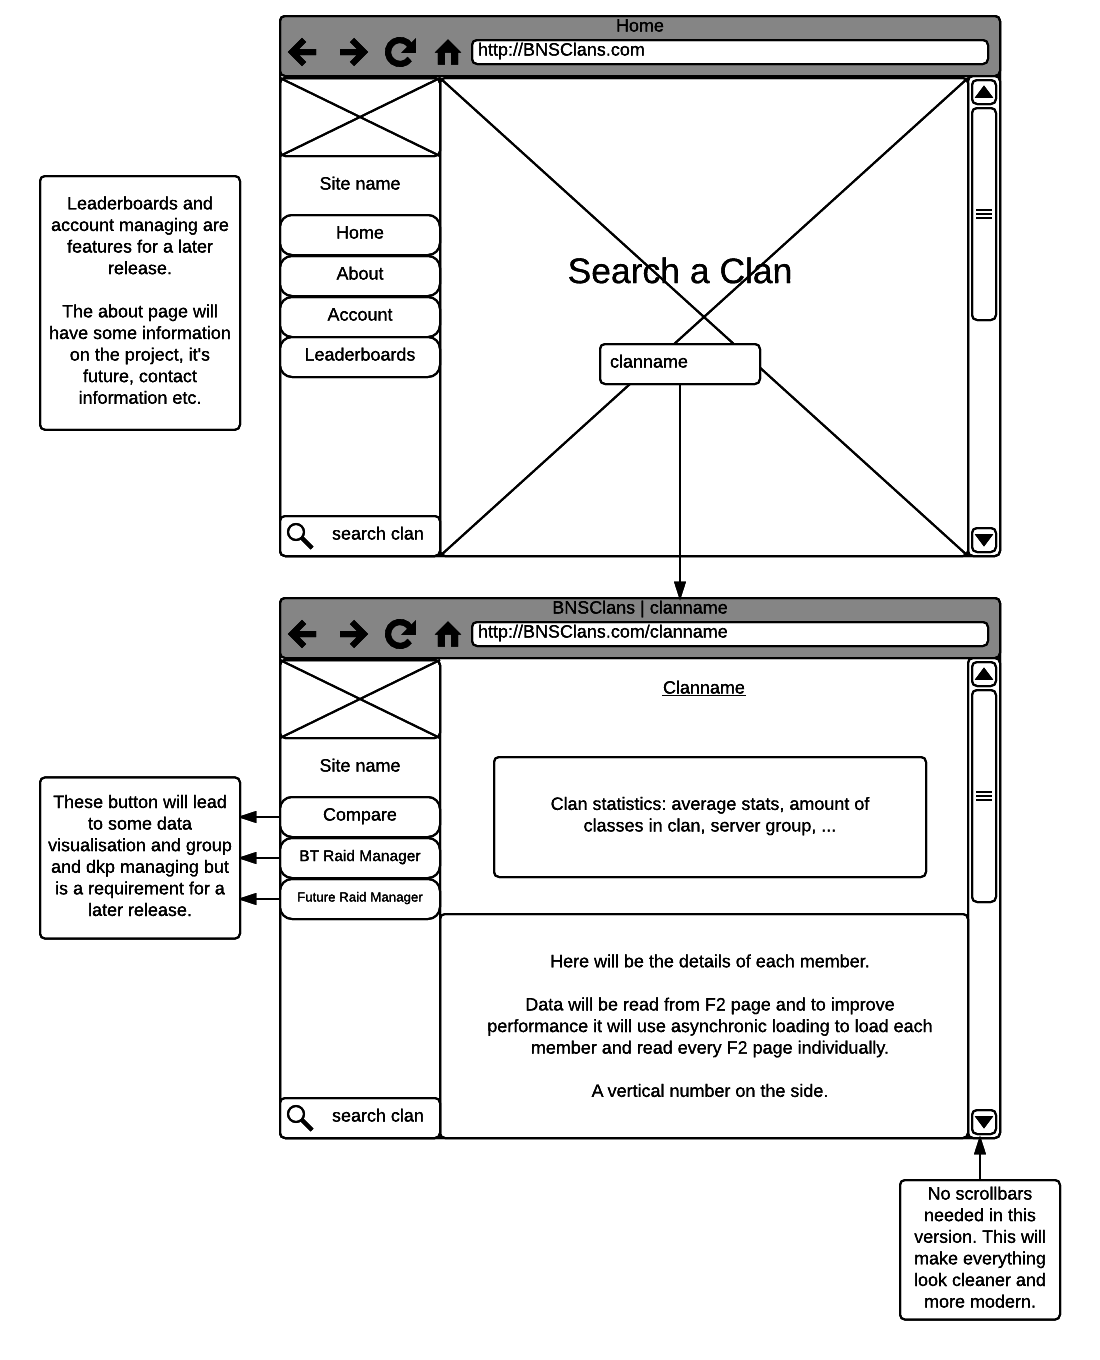 Home
http://BNSClans.com
Site name
Home
About
Account
Leaderboards
search clan
Search a Clan
clanname
Leaderboards and
account managing are
features for a later
release.
The about page will
have some information
on the project, it's
future, contact
information etc.
BNSClans | clanname
http://BNSClans.com/clanname
Site name
Compare
BT Raid Manager
Future Raid Manager
search clan
Clanname
Clan statistics: average stats, amount of
classes in clan, server group, ...
Here will be the details of each member.
Data will be read from F2 page and to improve
performance it will use asynchronic loading to load each
member and read every F2 page individually.
A vertical number on the side.
These button will lead
to some data
visualisation and group
and dkp managing but
is a requirement for a
later release.
No scrollbars
needed in this
version. This will
make everything
look cleaner and
more modern.